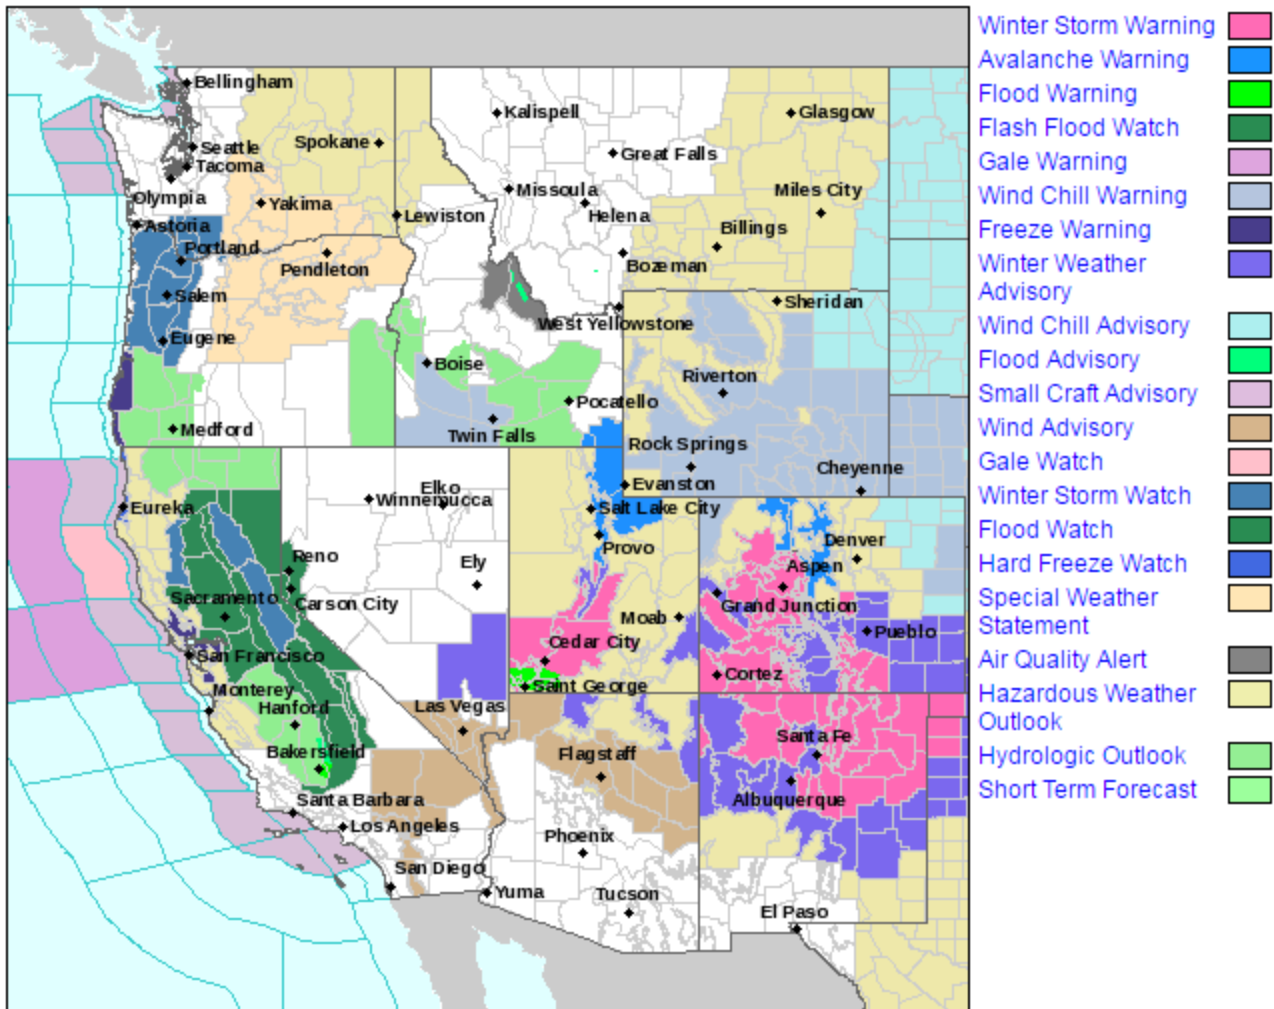 Bellingham
Kalispell
Glasgow
Spokane
Seattle
Great Falls
Tacoma
Missoula
Miles City
Olympia
Yakima
Lewiston
Helena
Astoria
Billings
Portland
Pendleton
Bozeman
Salem
Sheridan
West Yellowstone
Eugene
Boise
Riverton
Pocatello
Medford
Twin Falls
Rock Springs
Cheyenne
Elko
Evanston
Winnemucca
Eureka
Salt Lake City
Provo
Denver
Reno
Ely
Aspen
Sacramento
Carson City
Grand Junction
Moab
Pueblo
Cedar City
San Francisco
Cortez
Saint George
Monterey
Hanford
Las Vegas
Santa Fe
Bakersfield
Flagstaff
Santa Barbara
Albuquerque
Los Angeles
Phoenix
San Diego
Yuma
Tucson
El Paso
Winter Storm Warning
Avalanche Warning
Flood Warning
Flash Flood Watch
Gale Warning
Wind Chill Warning
Freeze Warning
Winter Weather
Advisory
Wind Chill Advisory
Flood Advisory
Small Craft Advisory
Wind Advisory
Gale Watch
Winter Storm Watch
Flood Watch
Hard Freeze Watch
Special Weather
Statement
Air Quality Alert
Hazardous Weather
Outlook
Hydrologic Outlook
Short Term Forecast